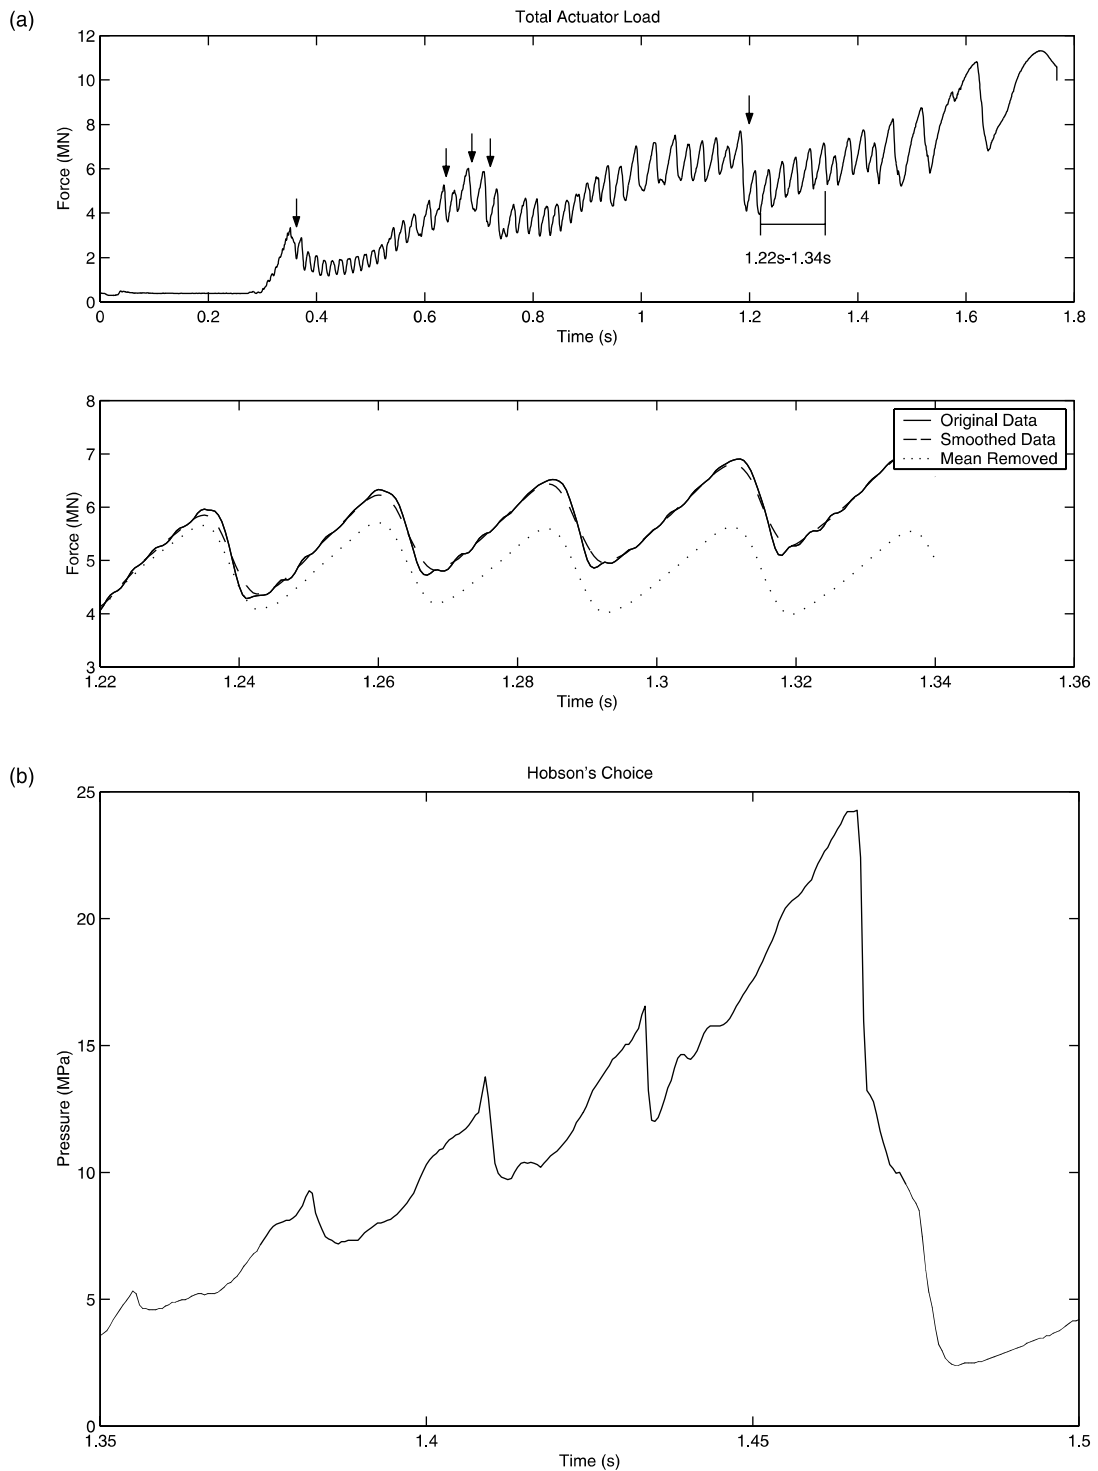 (a)
Total Actuator Load
12
10
8
6
4
2
0
Force (MN)
1.22s-1.34s
0 0.2 0.4 0.6 0.8 1 1.2 1.4 1.6 1.8
Time (s)
8
7
6
5
4
3
Force (MN)
Original Data
Smoothed Data
Mean Removed
1.22 1.24 1.26 1.28 1.3 1.32 1.34 1.36
Time (s)
(b)
Hobson's Choice
25
20
15
10
5
0
Pressure (MPa)
1.35 1.4 1.45 1.5
Time (s)